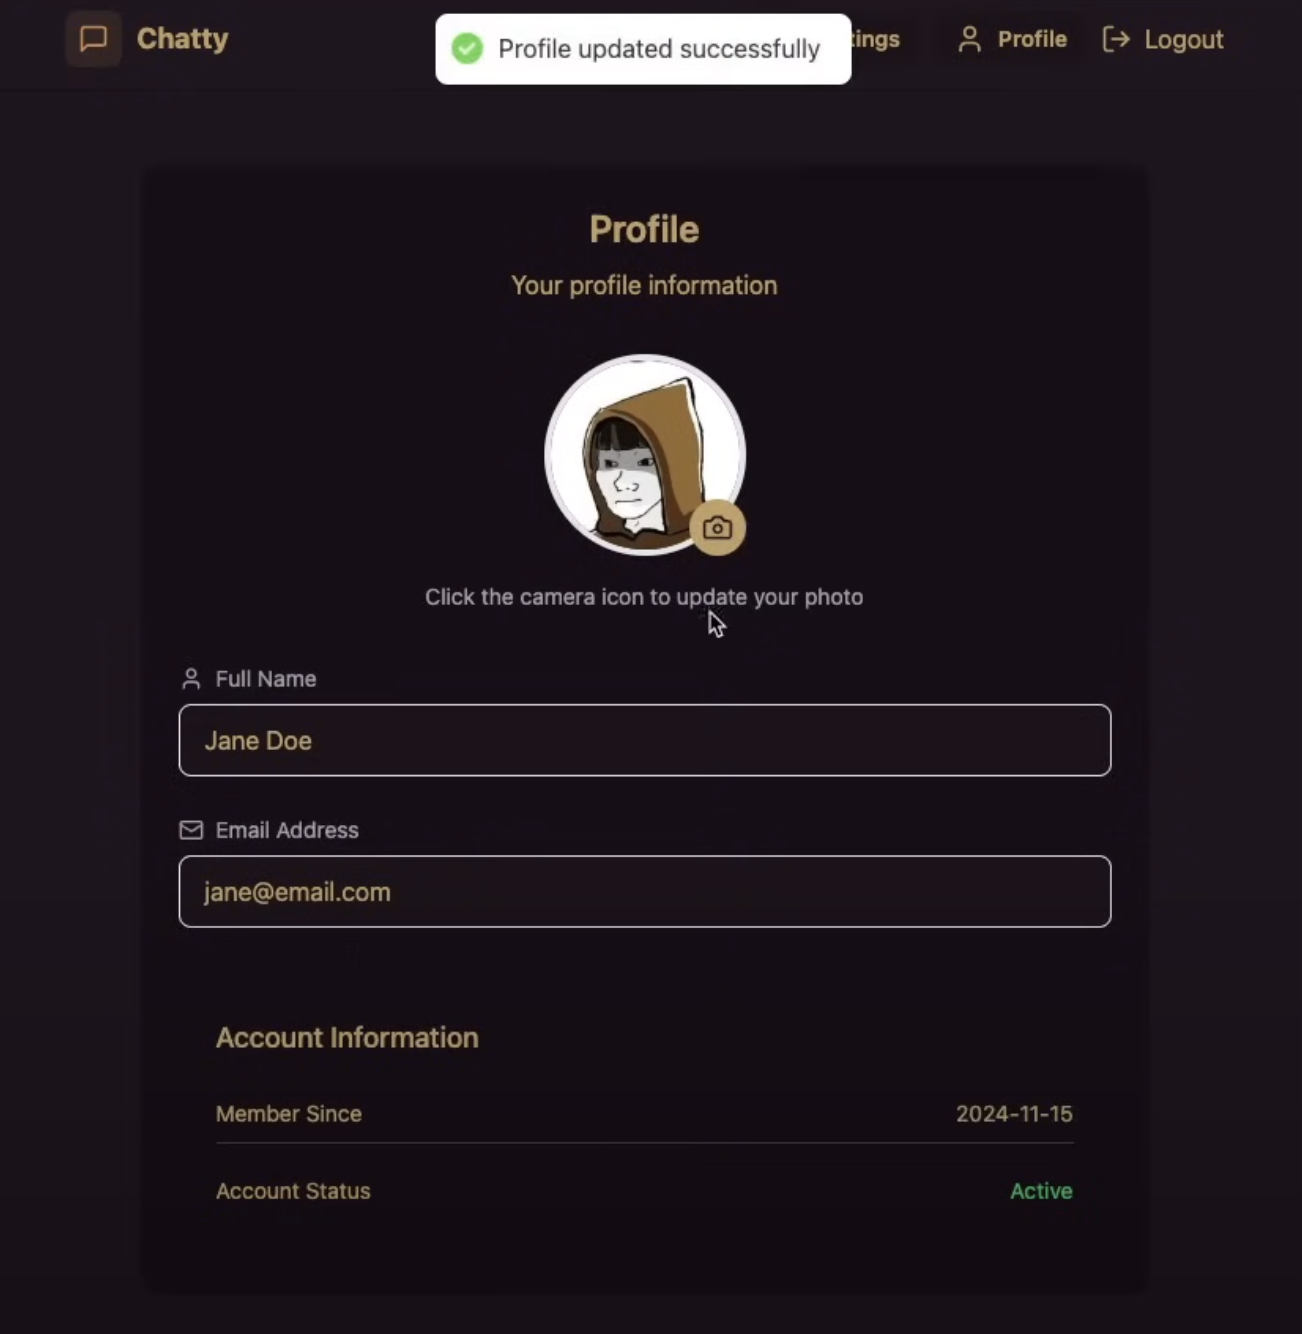 Chatty
Profile updated successfully
tings
Profile
Logout
Profile
Your profile information
Click the camera icon to update your photo
Full Name
Jane Doe
Email Address
jane@email.com
Account Information
Member Since
2024-11-15
Account Status
Active